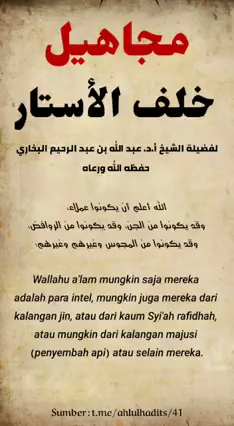 مجاهيل
خلف الأستار
لفضيلة الشيخ أ.د. عبد الله بن عبد الرحيم البخاري
حفظه الله ورعاه
الله أعلم أن يكونوا عملاء،
وقد يكونوا من الجن، وقد يكونوا من الروافض،
وقد يكونوا من المجوس وغيرهم وغيرهم؛
Wallahu a'lam mungkin saja mereka
adalah para intel, mungkin juga mereka dari
kalangan jin, atau dari kaum Syi'ah rafidhah,
atau mungkin dari kalangan majusi
(penyembah api) atau selain mereka.
Sumber : t.me/ahlulhadits/41